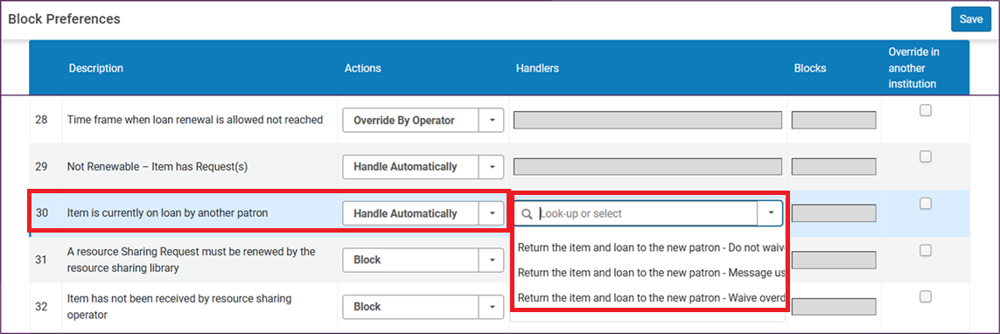 Block Preferences
Save
Description
Actions
Handlers
Blocks
Override in
another
institution
28
Time frame when loan renewal is allowed not reached
Override By Operator
29
Not Renewable – Item has Request(s)
Handle Automatically
30
Item is currently on loan by another patron
Handle Automatically
Look-up or select
Return the item and loan to the new patron - Do not waiv
Return the item and loan to the new patron - Message us
Return the item and loan to the new patron - Waive overd
31
A resource Sharing Request must be renewed by the
resource sharing library
Block
32
Item has not been received by resource sharing
operator
Block